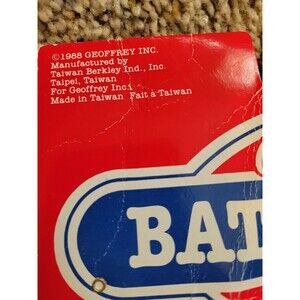 ©1988 GEOFFREY INC.
Manufactured by
Taiwan Berkley Ind., Inc.
Taipei, Taiwan
For Geoffrey Inc.
Made in Taiwan Fait à Taiwan
BAT